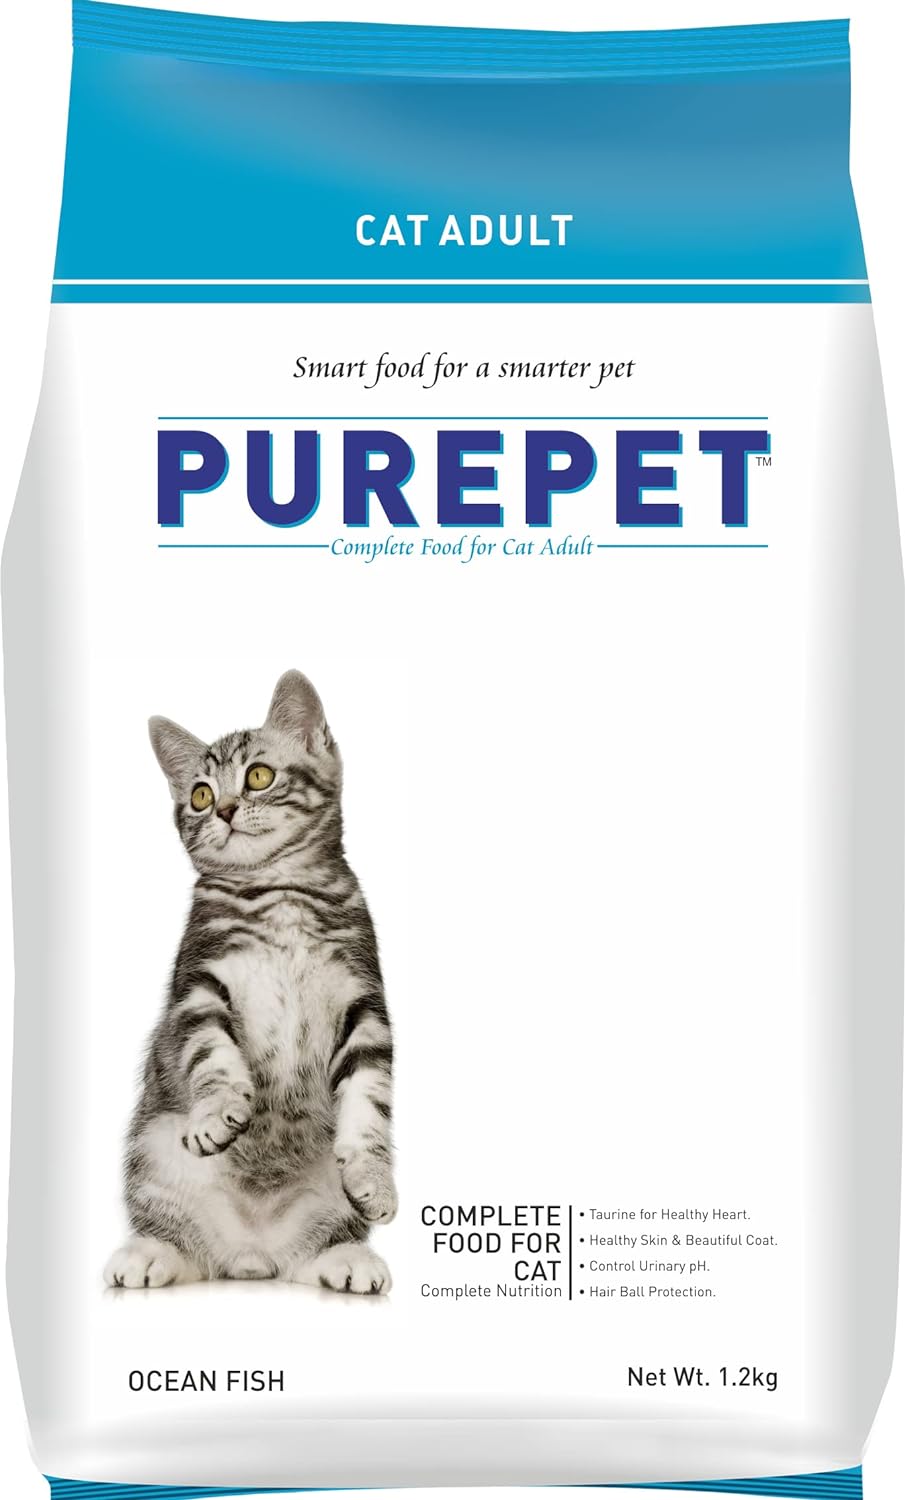 CAT ADULT
Smart food for a smarter pet
PUREPET™
Complete Food for Cat Adult
COMPLETE
FOOD FOR
CAT
Complete Nutrition
• Taurine for Healthy Heart.
• Healthy Skin & Beautiful Coat.
• Control Urinary pH.
• Hair Ball Protection.
OCEAN FISH
Net Wt. 1.2kg